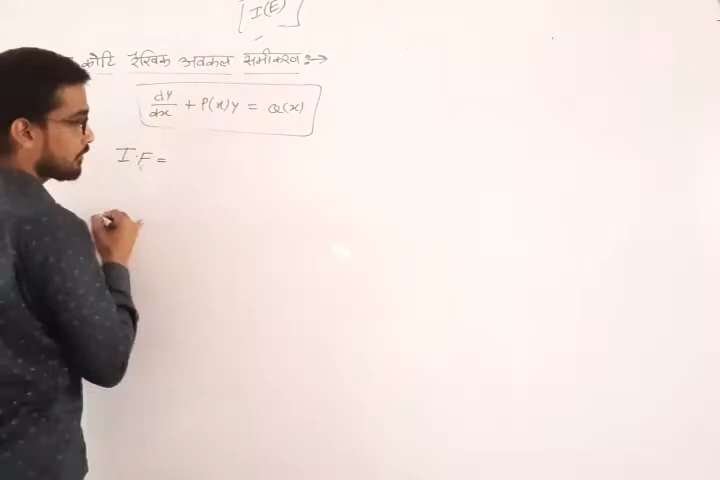 [I(F)]
कोटि रैखिक अवकल समीकरण :→
dy/dx + P(x)y = Q(x)
I.F =